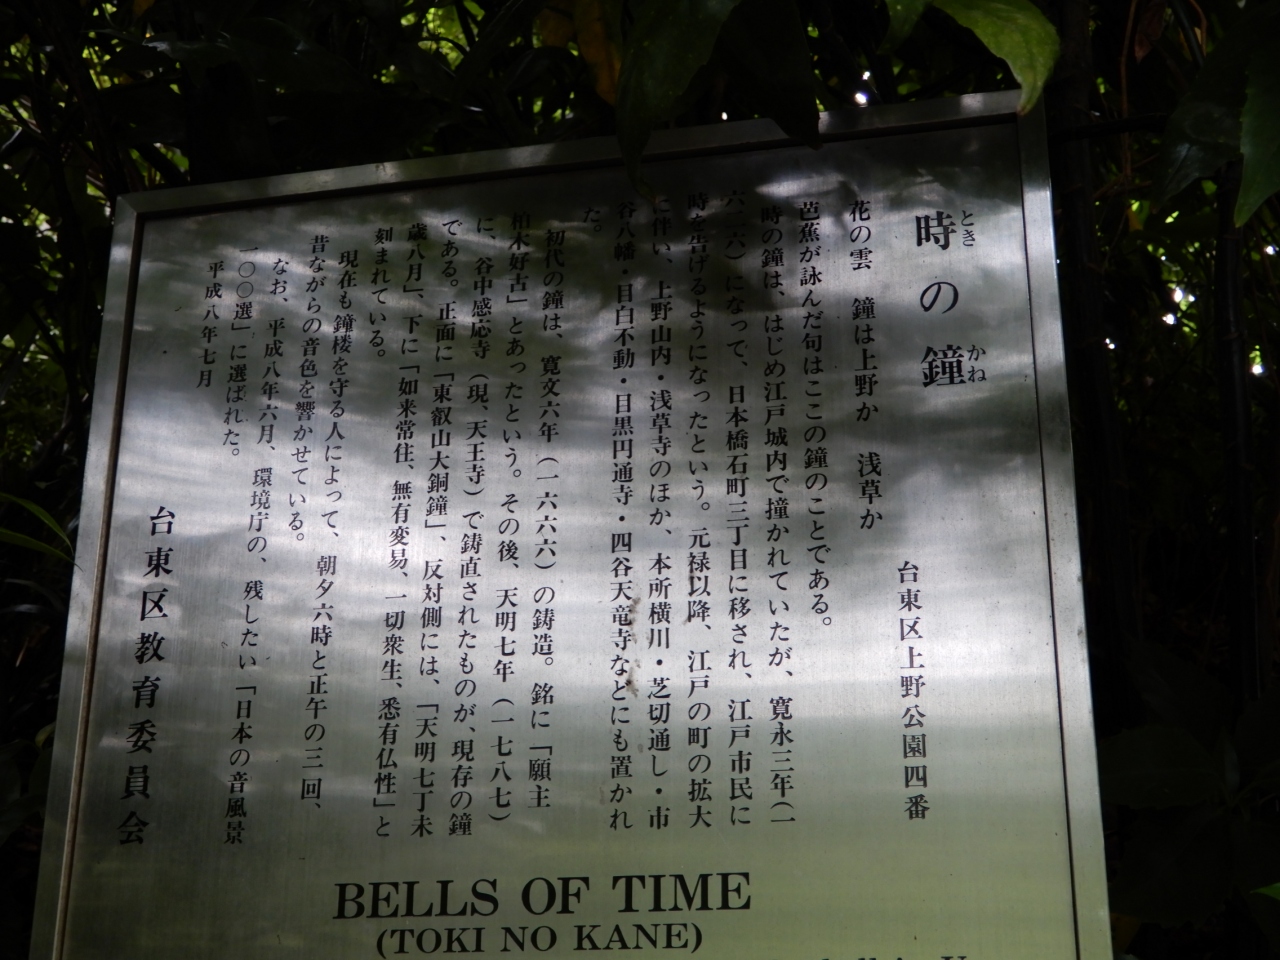 時の鐘
とき
かね
台東区上野公園四番
花の雲　鐘は上野か　浅草か
芭蕉が詠んだ句はここの鐘のことである。
時の鐘は、はじめ江戸城内で撞かれていたが、寛永三年（一
六二六）になって、日本橋石町三丁目に移され、江戸市民に
時を告げるようになったという。元禄以降、江戸の町の拡大
に伴い、上野山内・浅草寺のほか、本所横川・芝切通し・市
谷八幡・目白不動・目黒円通寺・四谷天竜寺などにも置かれ
た。
初代の鐘は、寛文六年（一六六六）の鋳造。銘に「願主
柏木好古」とあったという。その後、天明七年（一七八七）
に、谷中感応寺（現、天王寺）で鋳直されたものが、現存の鐘
である。正面に「東叡山大銅鐘」、反対側には、「天明七丁未
歳八月」、下に「如来常住、無有変易、一切衆生、悉有仏性」と
刻まれている。
現在も鐘楼を守る人によって、朝夕六時と正午の三回、
昔ながらの音色を響かせている。
なお、平成八年六月、環境庁の、残したい「日本の音風景
一〇〇選」に選ばれた。
平成八年七月
台東区教育委員会
BELLS OF TIME
(TOKI NO KANE)